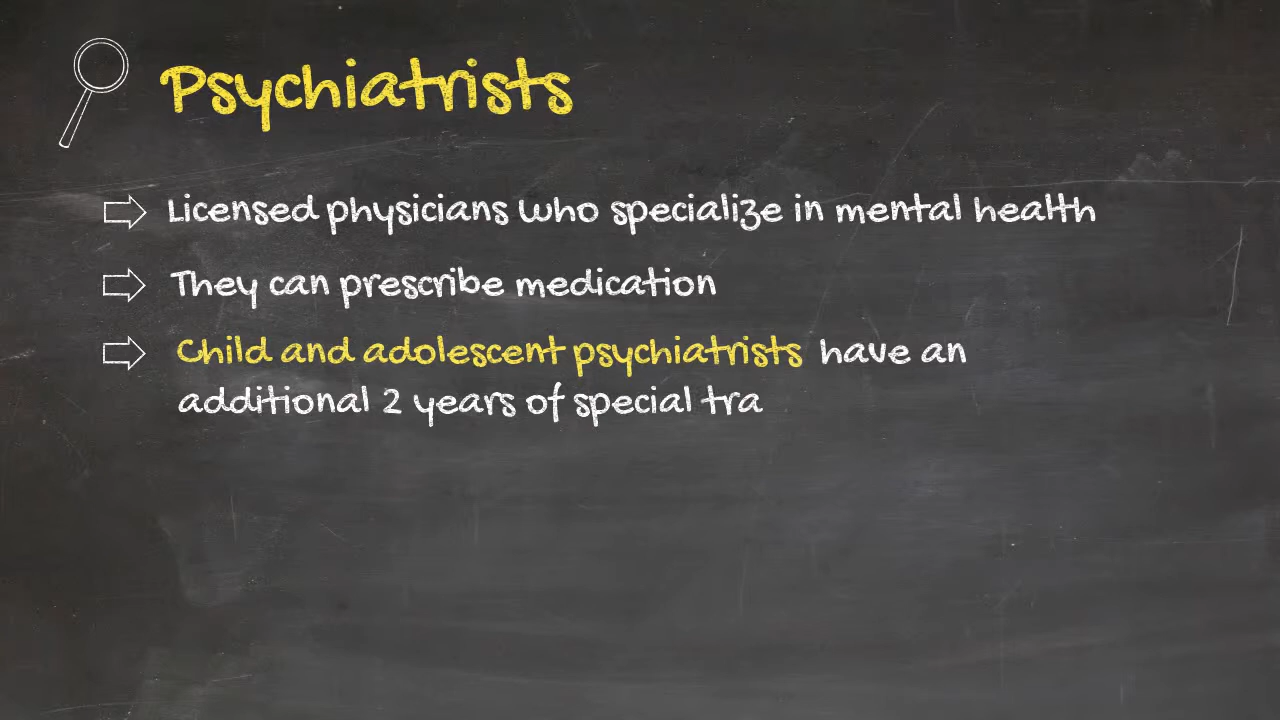 Psychiatrists
Licensed physicians who specialize in mental health
They can prescribe medication
Child and adolescent psychiatrists have an
additional 2 years of special tra